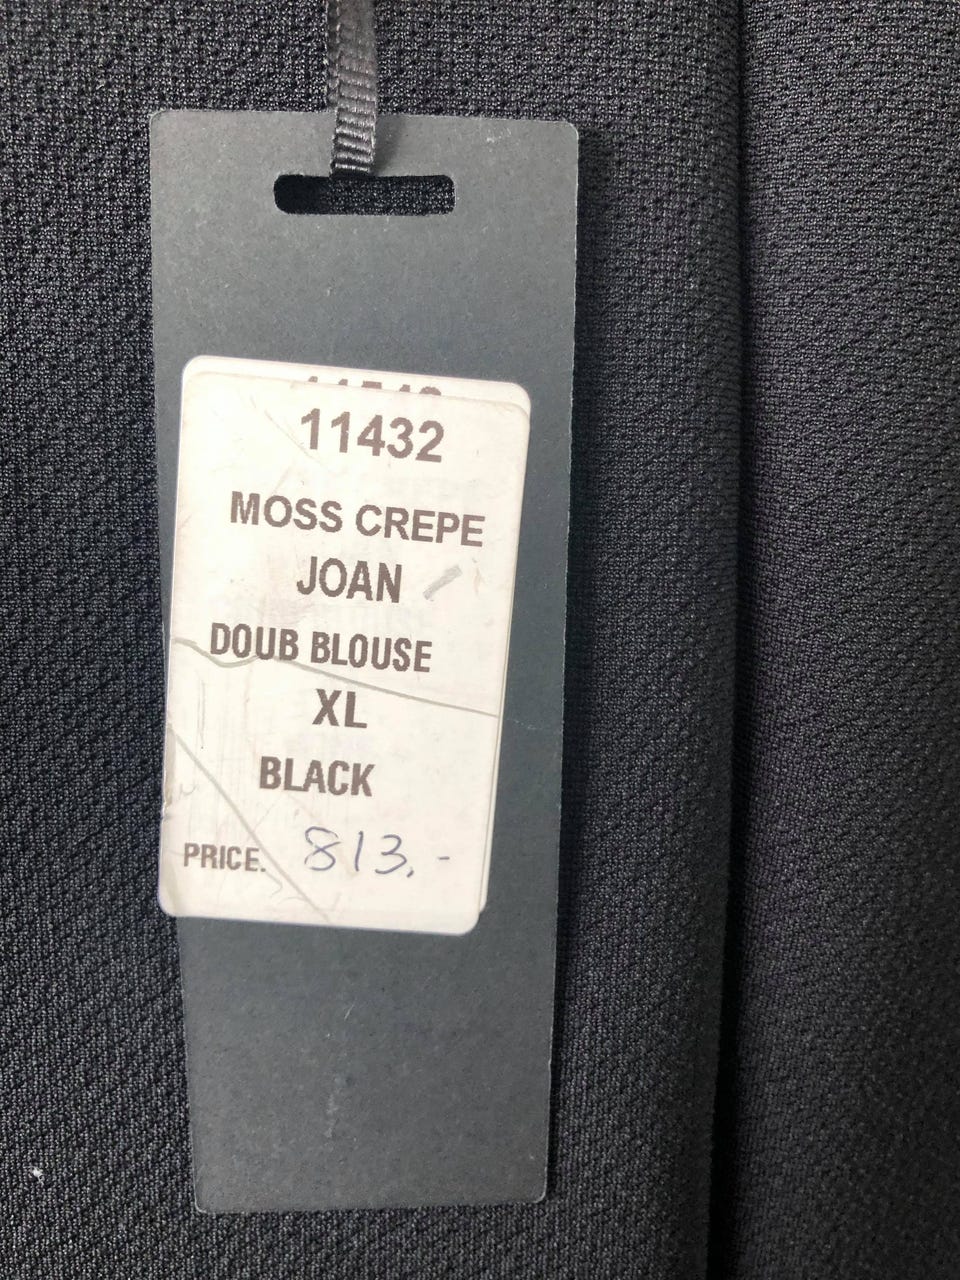 11432
MOSS CREPE
JOAN
DOUB BLOUSE
XL
BLACK
PRICE. 813.-